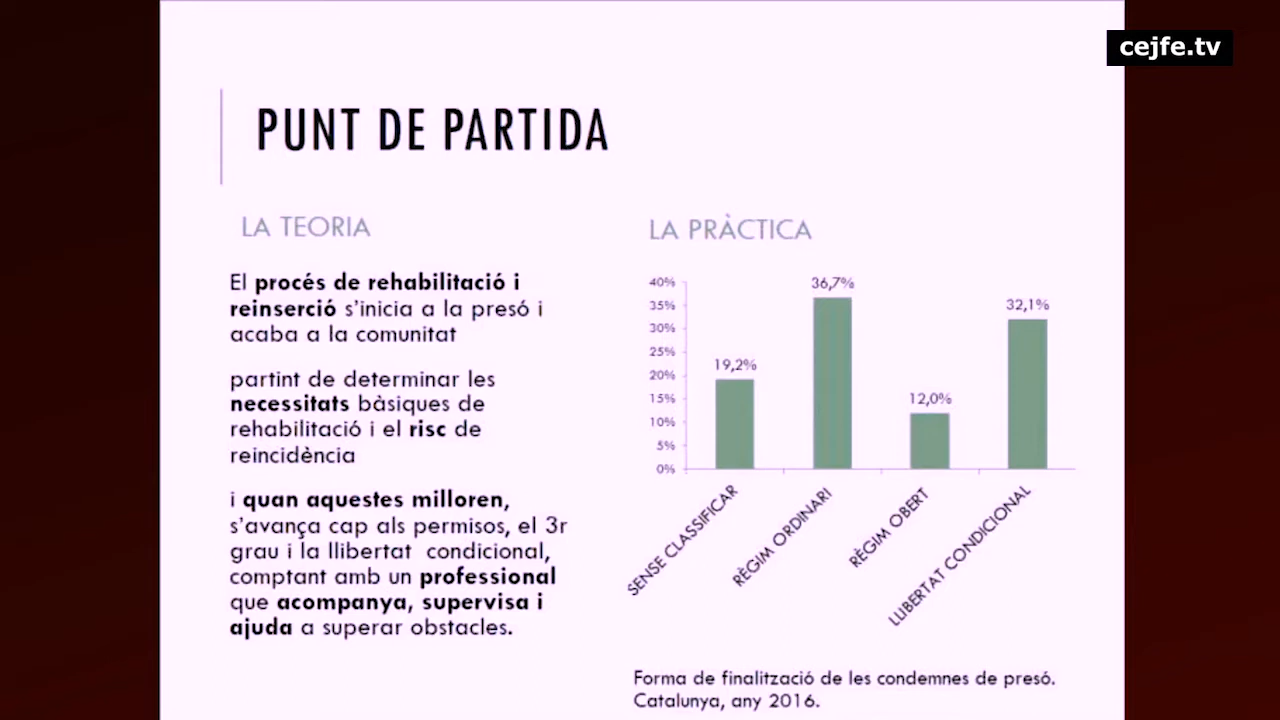 cejfe.tv
PUNT DE PARTIDA
LA TEORIA
El procés de rehabilitació i
reinserció s'inicia a la presó i
acaba a la comunitat
partint de determinar les
necessitats bàsiques de
rehabilitació i el risc de
reincidència
i quan aquestes milloren,
s'avança cap als permisos, el 3r
grau i la llibertat condicional,
comptant amb un professional
que acompanya, supervisa i
ajuda a superar obstacles.
LA PRÀCTICA
40%
35%
30%
25%
20%
15%
10%
5%
0%
19,2%
36,7%
12,0%
32,1%
SENSE CLASSIFICAR
RÈGIM ORDINARI
RÈGIM OBERT
LLIBERTAT CONDICIONAL
Forma de finalització de les condemnes de presó.
Catalunya, any 2016.